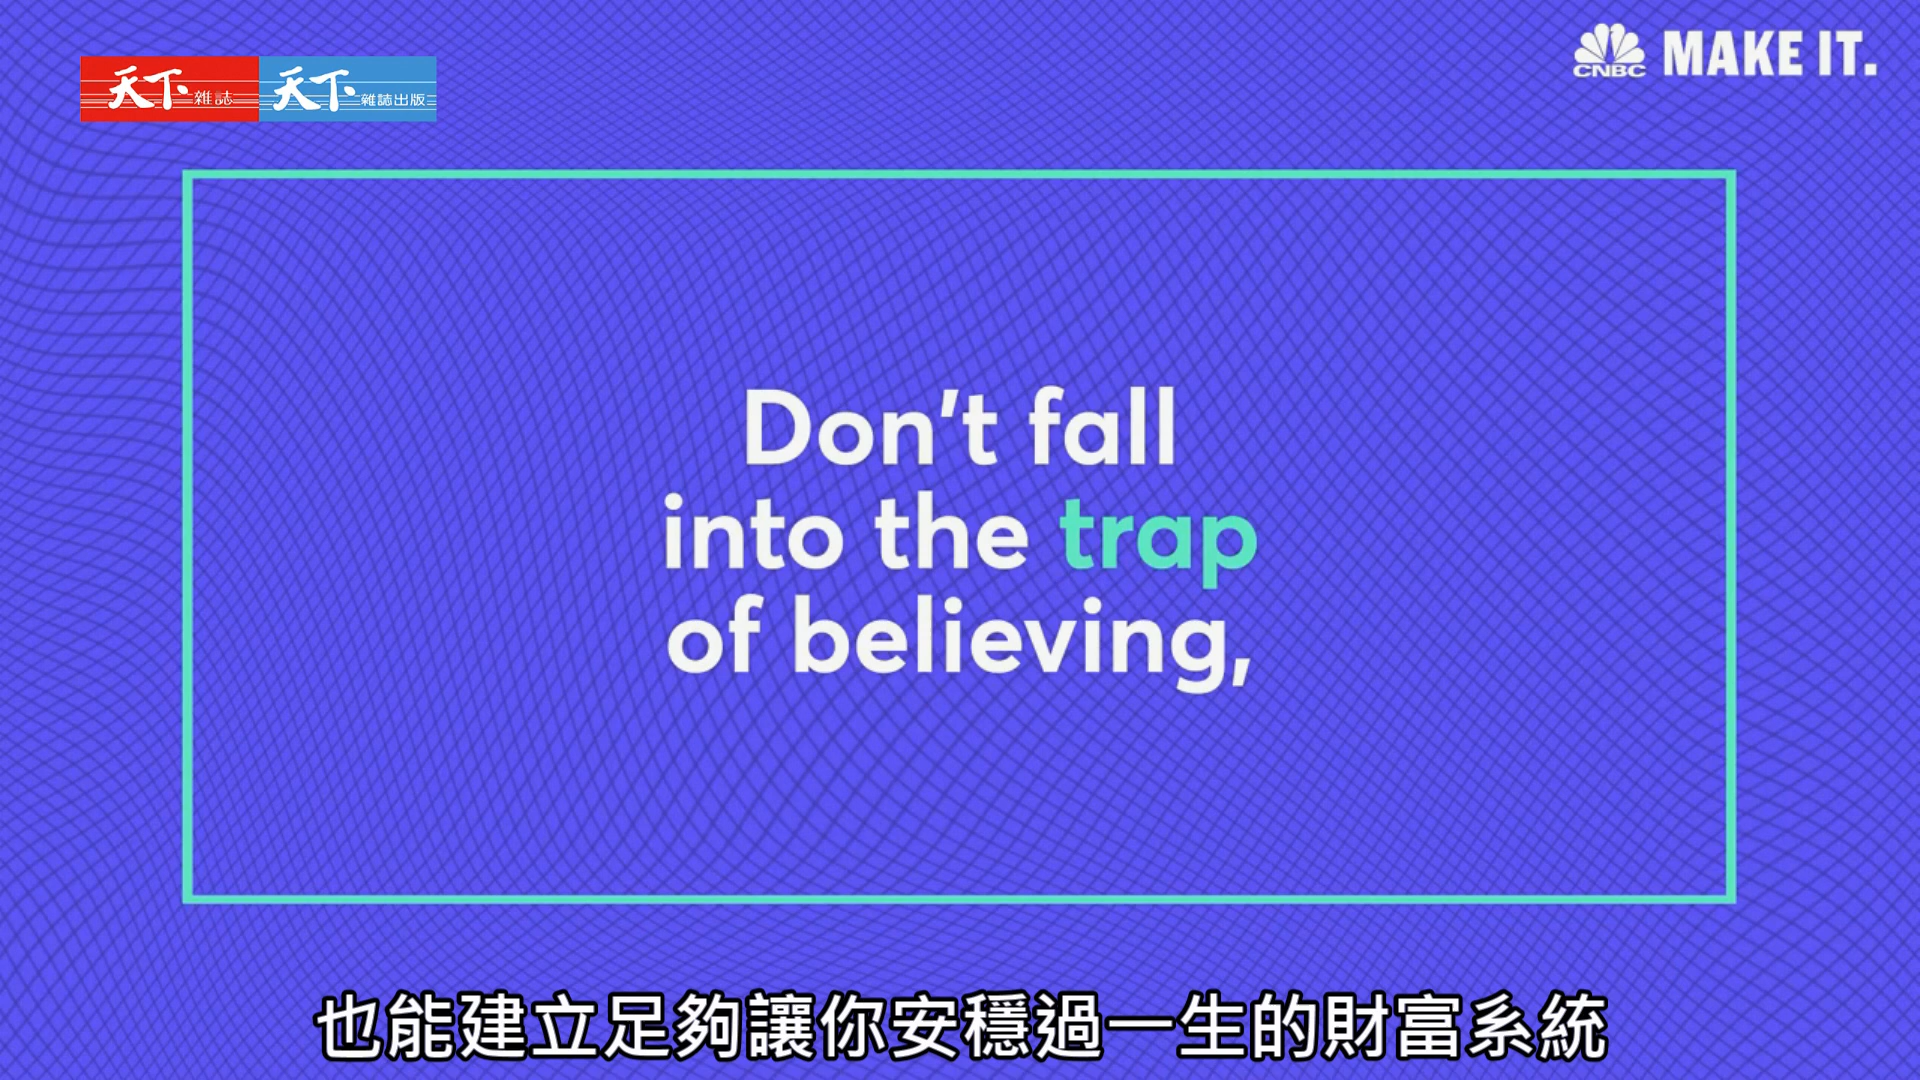 天下雜誌 天下雜誌出版
CNBC MAKE IT.
Don't fall
into the trap
of believing,
也能建立足夠讓你安穩過一生的財富系統